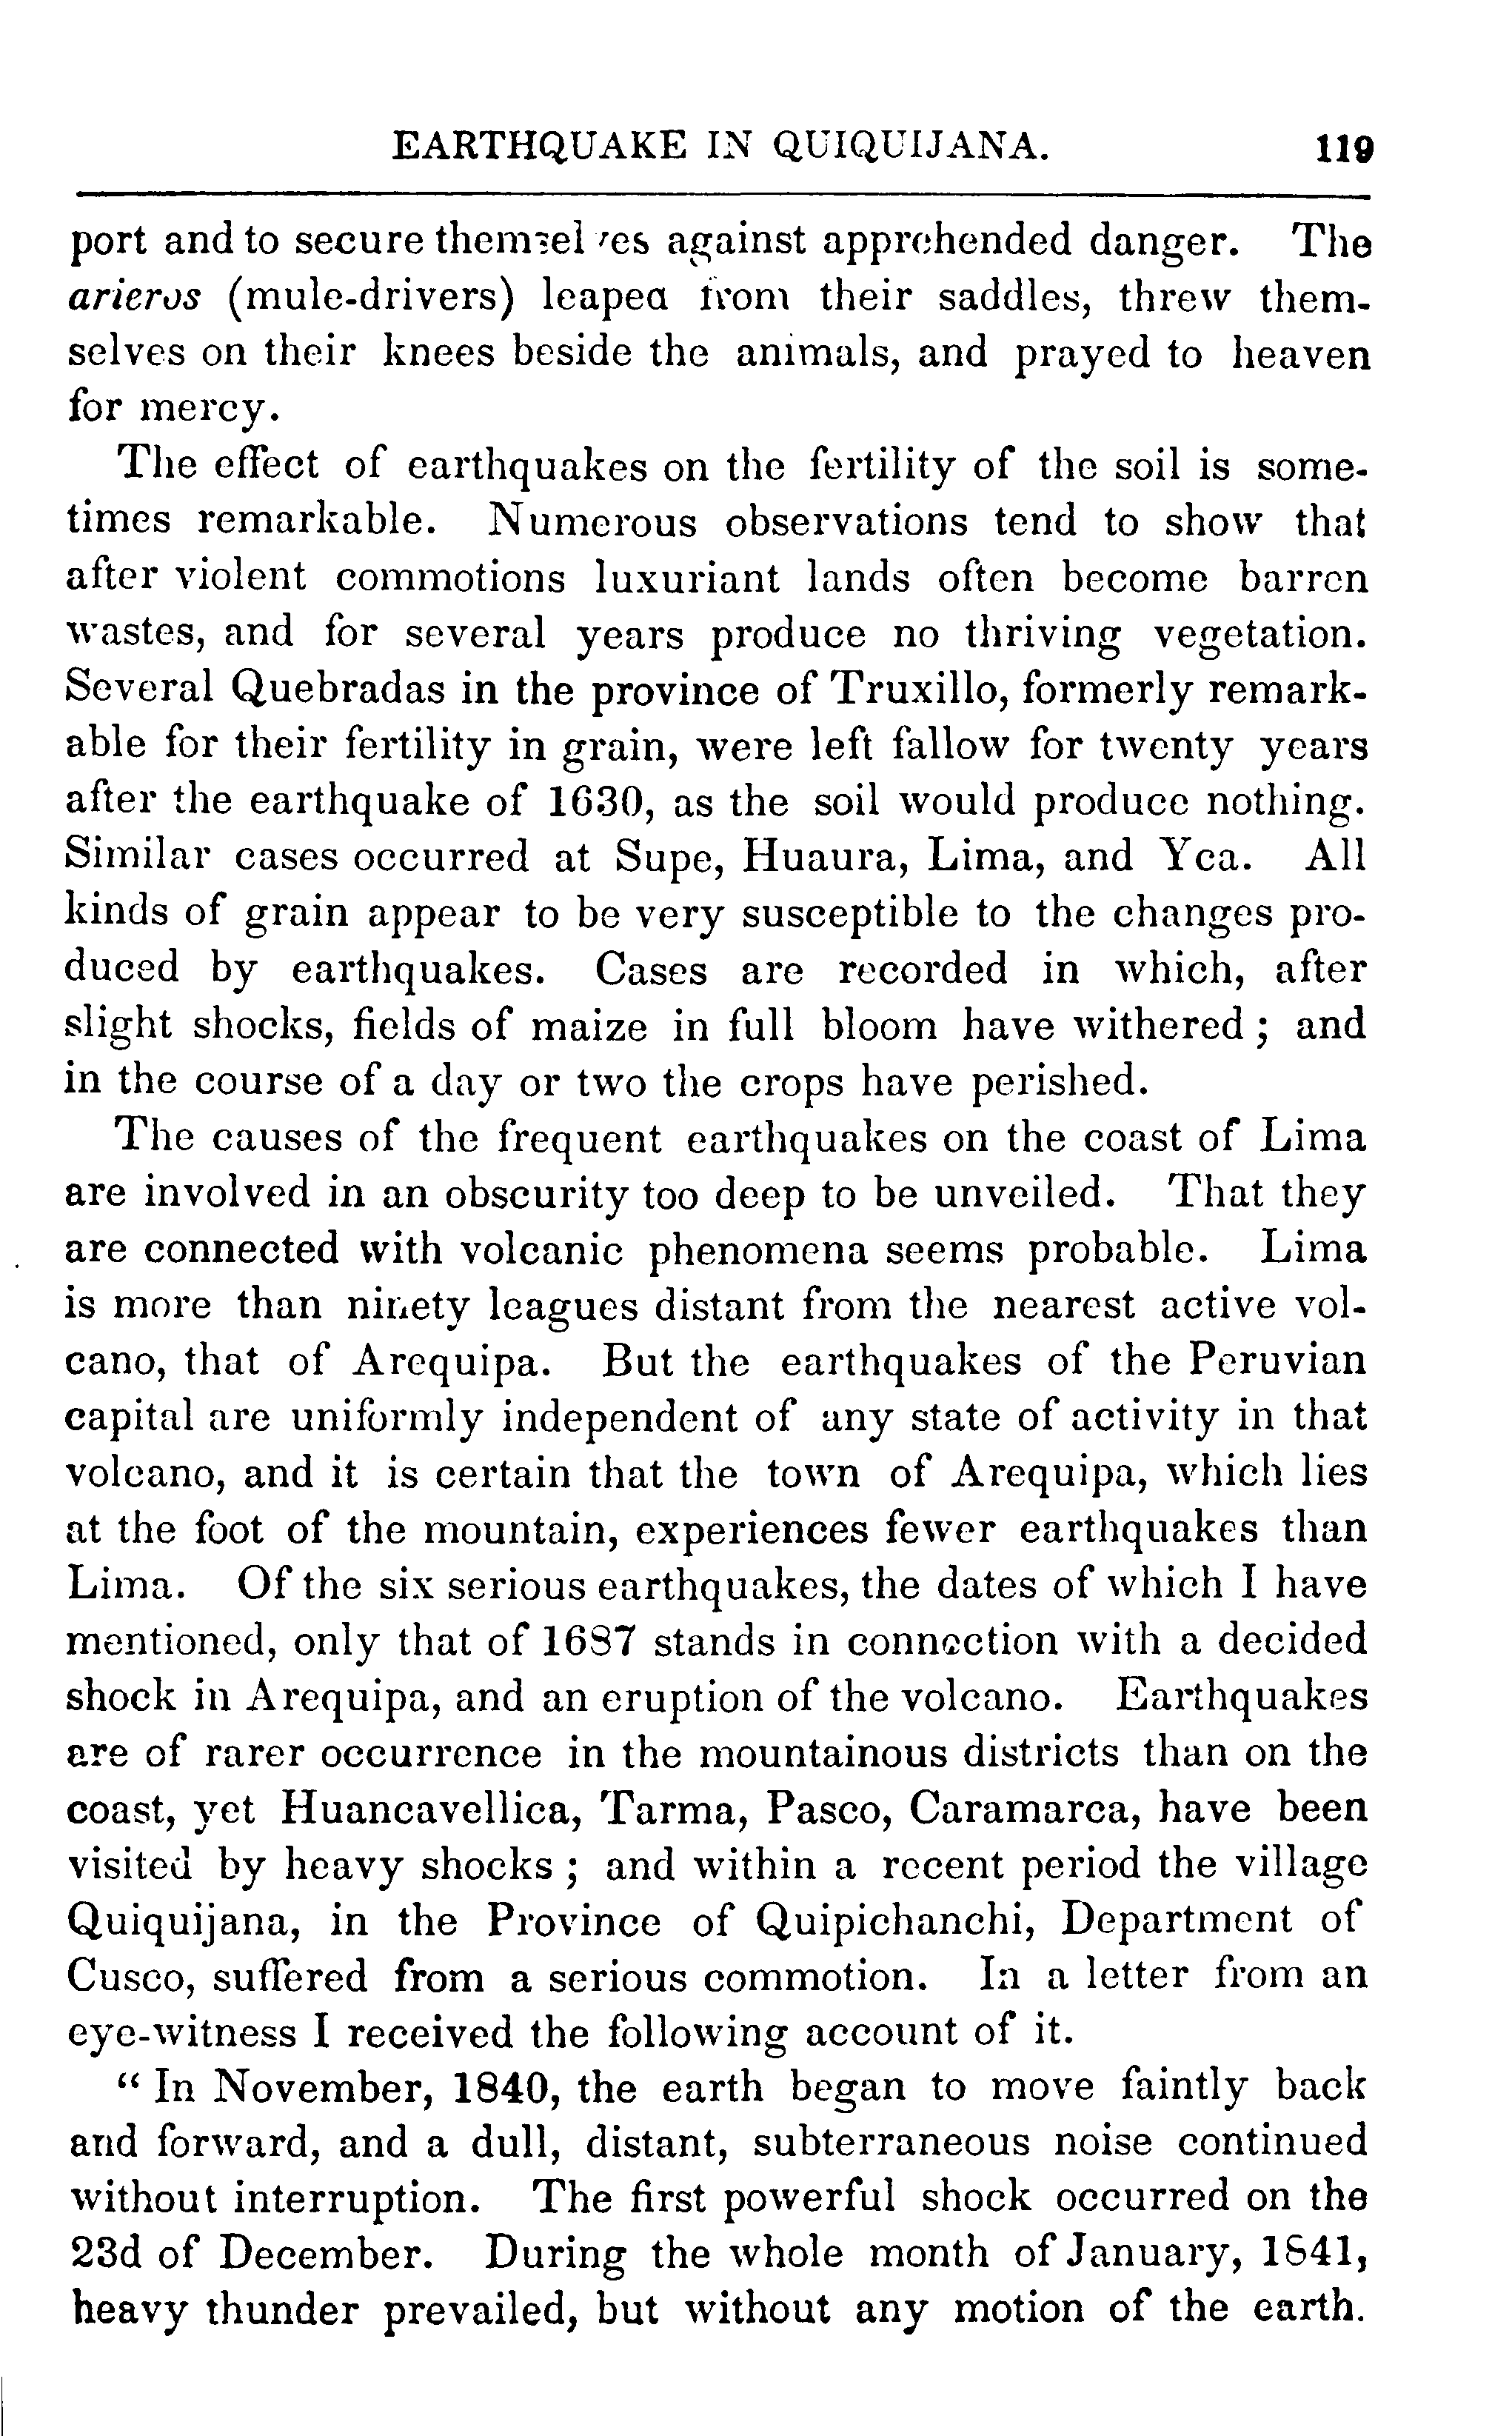 EARTHQUAKE IN QUIQUIJANA. 119
port and to secure themselves against apprehended danger. The
arieros (mule-drivers) leaped from their saddles, threw them-
selves on their knees beside the animals, and prayed to heaven
for mercy.
The effect of earthquakes on the fertility of the soil is some-
times remarkable. Numerous observations tend to show that
after violent commotions luxuriant lands often become barren
wastes, and for several years produce no thriving vegetation.
Several Quebradas in the province of Truxillo, formerly remark-
able for their fertility in grain, were left fallow for twenty years
after the earthquake of 1630, as the soil would produce nothing.
Similar cases occurred at Supe, Huaura, Lima, and Yca. All
kinds of grain appear to be very susceptible to the changes pro-
duced by earthquakes. Cases are recorded in which, after
slight shocks, fields of maize in full bloom have withered ; and
in the course of a day or two the crops have perished.
The causes of the frequent earthquakes on the coast of Lima
are involved in an obscurity too deep to be unveiled. That they
are connected with volcanic phenomena seems probable. Lima
is more than ninety leagues distant from the nearest active vol-
cano, that of Arequipa. But the earthquakes of the Peruvian
capital are uniformly independent of any state of activity in that
volcano, and it is certain that the town of Arequipa, which lies
at the foot of the mountain, experiences fewer earthquakes than
Lima. Of the six serious earthquakes, the dates of which I have
mentioned, only that of 1687 stands in connection with a decided
shock in Arequipa, and an eruption of the volcano. Earthquakes
are of rarer occurrence in the mountainous districts than on the
coast, yet Huancavellica, Tarma, Pasco, Caramarca, have been
visited by heavy shocks ; and within a recent period the village
Quiquijana, in the Province of Quipichanchi, Department of
Cusco, suffered from a serious commotion. In a letter from an
eye-witness I received the following account of it.
“ In November, 1840, the earth began to move faintly back
and forward, and a dull, distant, subterraneous noise continued
without interruption. The first powerful shock occurred on the
23d of December. During the whole month of January, 1841,
heavy thunder prevailed, but without any motion of the earth.